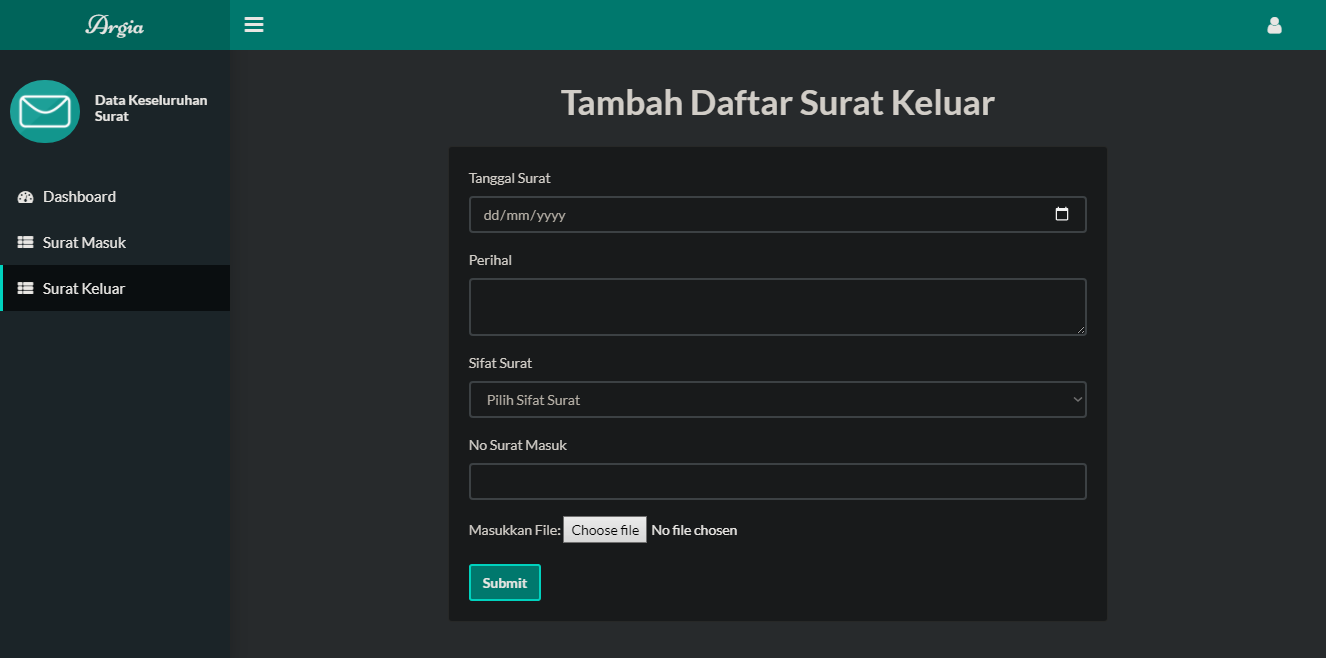 Argia
Data Keseluruhan
Surat
Dashboard
Surat Masuk
Surat Keluar
Tambah Daftar Surat Keluar
Tanggal Surat
dd/mm/yyyy
Perihal
Sifat Surat
Pilih Sifat Surat
No Surat Masuk
Masukkan File: Choose file No file chosen
Submit